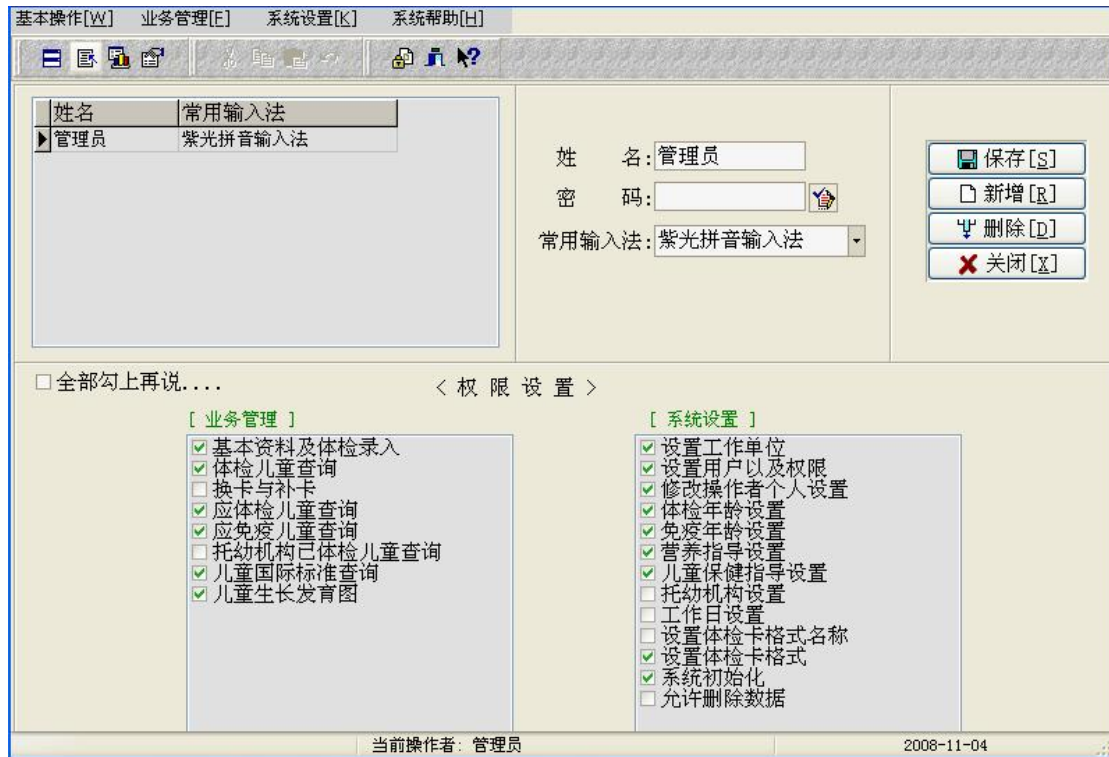 基本操作[W] 业务管理[E] 系统设置[K] 系统帮助[H]
姓名 常用输入法
管理员 紫光拼音输入法
姓 名:管理员
密 码:
常用输入法:紫光拼音输入法
保存[S]
新增[R]
删除[D]
关闭[X]
全部勾上再说....
<权限设置>
[ 业务管理 ]
基本资料及体检录入
体检儿童查询
换卡与补卡
应体检儿童查询
应免疫儿童查询
托幼机构已体检儿童查询
儿童国际标准查询
儿童生长发育图
[ 系统设置 ]
设置工作单位
设置用户以及权限
修改操作者个人设置
体检年龄设置
免疫年龄设置
营养指导设置
儿童保健指导设置
托幼机构设置
工作日设置
设置体检卡格式名称
设置体检卡格式
系统初始化
允许删除数据
当前操作者: 管理员 2008-11-04